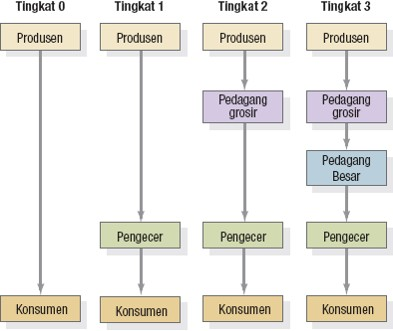 Tingkat 0 Tingkat 1 Tingkat 2 Tingkat 3
Produsen Produsen Produsen Produsen
Pedagang grosir Pedagang grosir
Pedagang Besar
Pengecer Pengecer Pengecer
Konsumen Konsumen Konsumen Konsumen